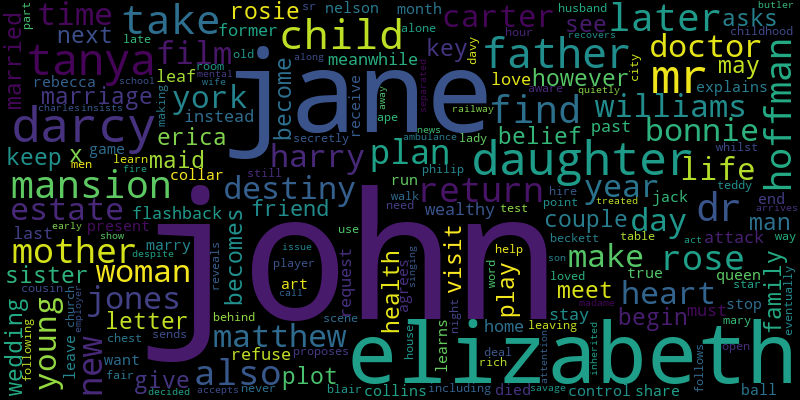 time
take
rosie
sr
nelson
month
carter
later
asks
butler
part
late
former
alone
husband
recovers
childhood
next
film
child
hour
key
davy
see
father
doctor
tanya
meanwhile
old
become
love
however
city
mr
may
explains
married
rebecca
leaf
room
along
jane
separated
aware
quietly
marriage
york
receive
away
railway
find
williams
hoffman
darcy
making
school
mental
wife
instead
ape
ambulance
news
lady
belief
past
bonnie
whilst
charles
insists
erica
secretly
philip
daughter
keep
x
game
learn
fire
maid
harry
plan
life
men
collar
still
run
mansion
destiny
return
year
dr
teddy
walk
hire
point
jack
end
arrives
estate
flashback
friend
need
wealthy
test
couple
day
man
last
early
present
show
john
becomes
marry
use
beckett
table
attack
way
mother
despite
issue
request
help
make
rose
act
true
queen
sister
woman
reveals
player
art
health
agrees
singing
visit
word
play
son
meet
heart
loved
star
family
cousin
jones
call
madame
begin
must
stop
treated
wedding
young
new
letter
behind
night
home
leaving
stay
mary
eventually
following
church
employer
sends
matthew
scene
learns
elizabeth
leave
chest
want
refuse
proposes
house
deal
attention
inherited
follows
open
fair
give
also
plot
rich
decided
accepts
never
blair
collins
including
died
savage
control
share
ball